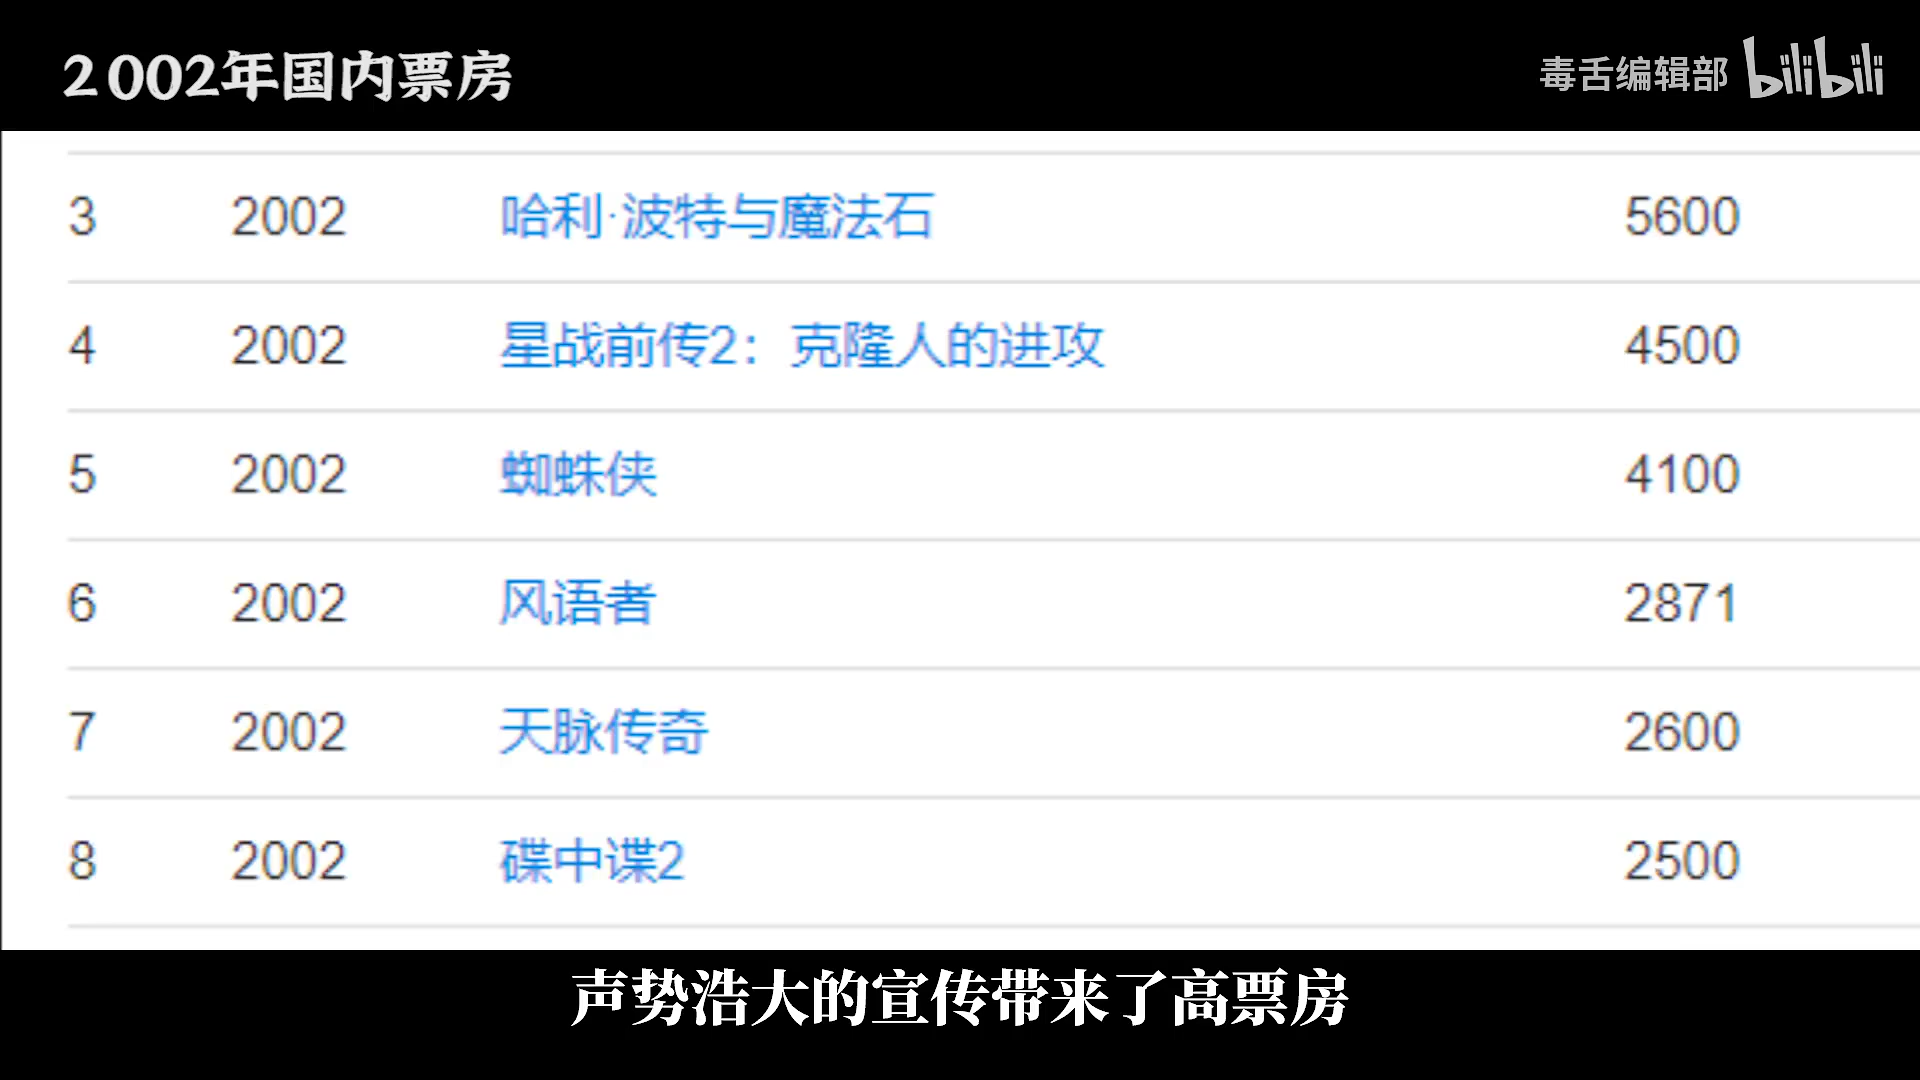 2002年国内票房
毒舌编辑部 bilibili
3 2002 哈利·波特与魔法石 5600
4 2002 星战前传2：克隆人的进攻 4500
5 2002 蜘蛛侠 4100
6 2002 风语者 2871
7 2002 天脉传奇 2600
8 2002 碟中谍2 2500
声势浩大的宣传带来了高票房